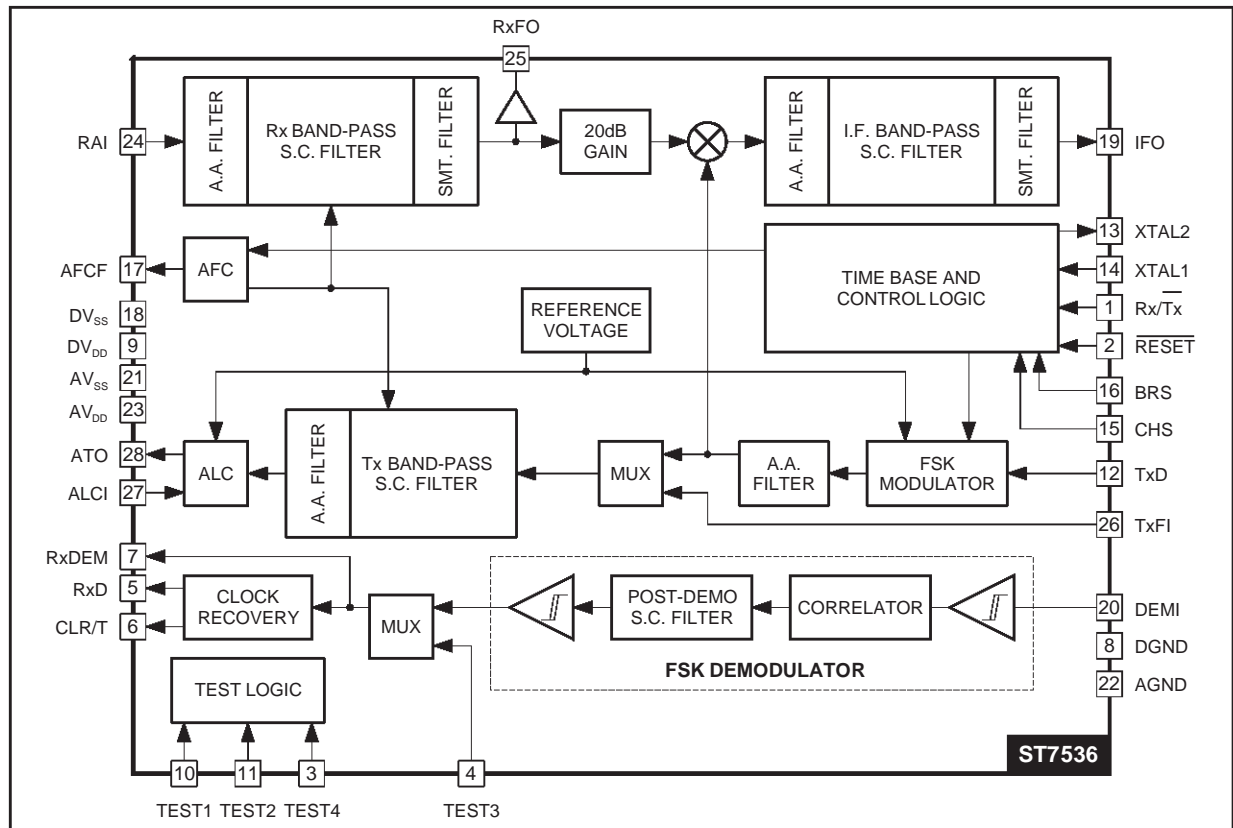 RxFO
25
RAI
24
A.A. FILTER
Rx BAND-PASS
S.C. FILTER
SMT. FILTER
20dB
GAIN
A.A. FILTER
I.F. BAND-PASS
S.C. FILTER
SMT. FILTER
19
IFO
AFCF
17
AFC
TIME BASE AND
CONTROL LOGIC
13
XTAL2
14
XTAL1
1
Rx/T̅x̅
2
R̅E̅S̅E̅T̅
16
BRS
15
CHS
DVSS
18
DVDD
9
AVSS
21
AVDD
23
REFERENCE
VOLTAGE
ATO
28
ALCI
27
ALC
A.A. FILTER
Tx BAND-PASS
S.C. FILTER
MUX
A.A.
FILTER
FSK
MODULATOR
12
TxD
26
TxFI
RxDEM
7
RxD
5
CLR/T
6
CLOCK
RECOVERY
MUX
POST-DEMO
S.C. FILTER
CORRELATOR
FSK DEMODULATOR
20
DEMI
8
DGND
22
AGND
TEST LOGIC
10
11
3
4
TEST1
TEST2
TEST4
TEST3
ST7536